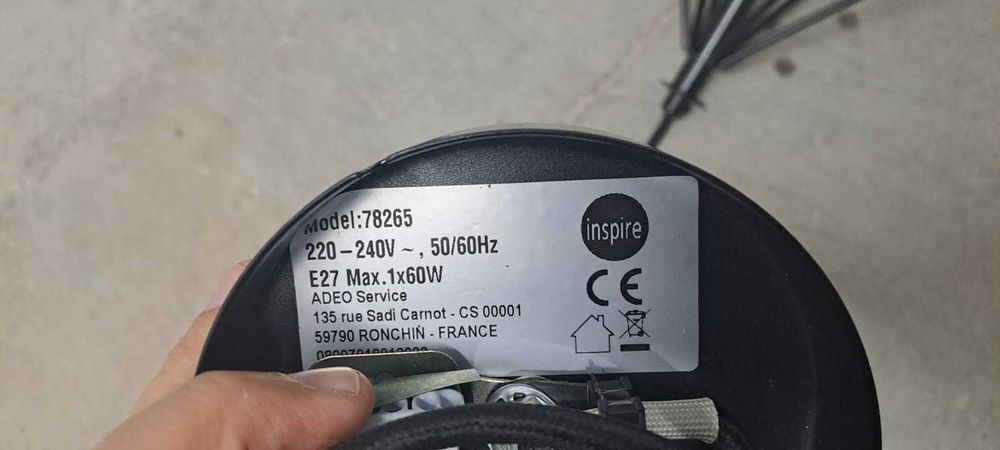 Model:78265
220-240V ~, 50/60Hz
E27 Max.1x60W
ADEO Service
135 rue Sadi Carnot - CS 00001
59790 RONCHIN - FRANCE
inspire
CE